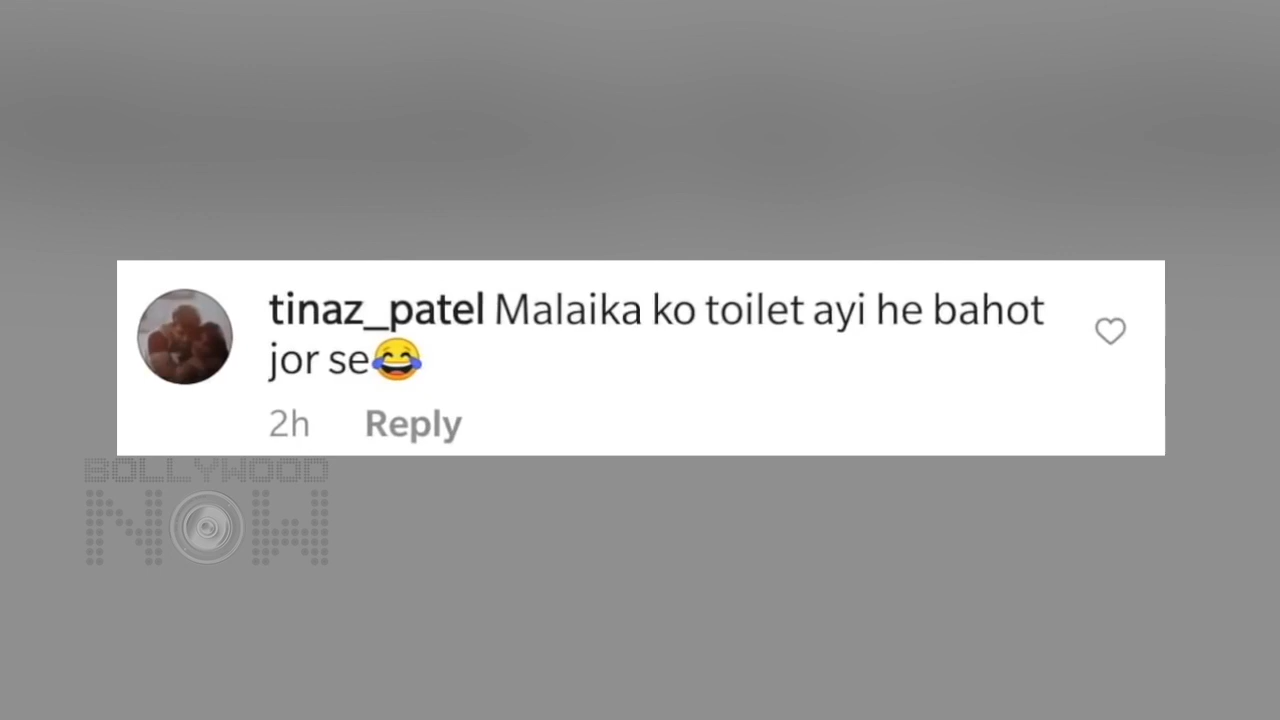 tinaz_patel Malaika ko toilet ayi he bahot
jor se😂
2h Reply
BOLLYWOOD
NOW